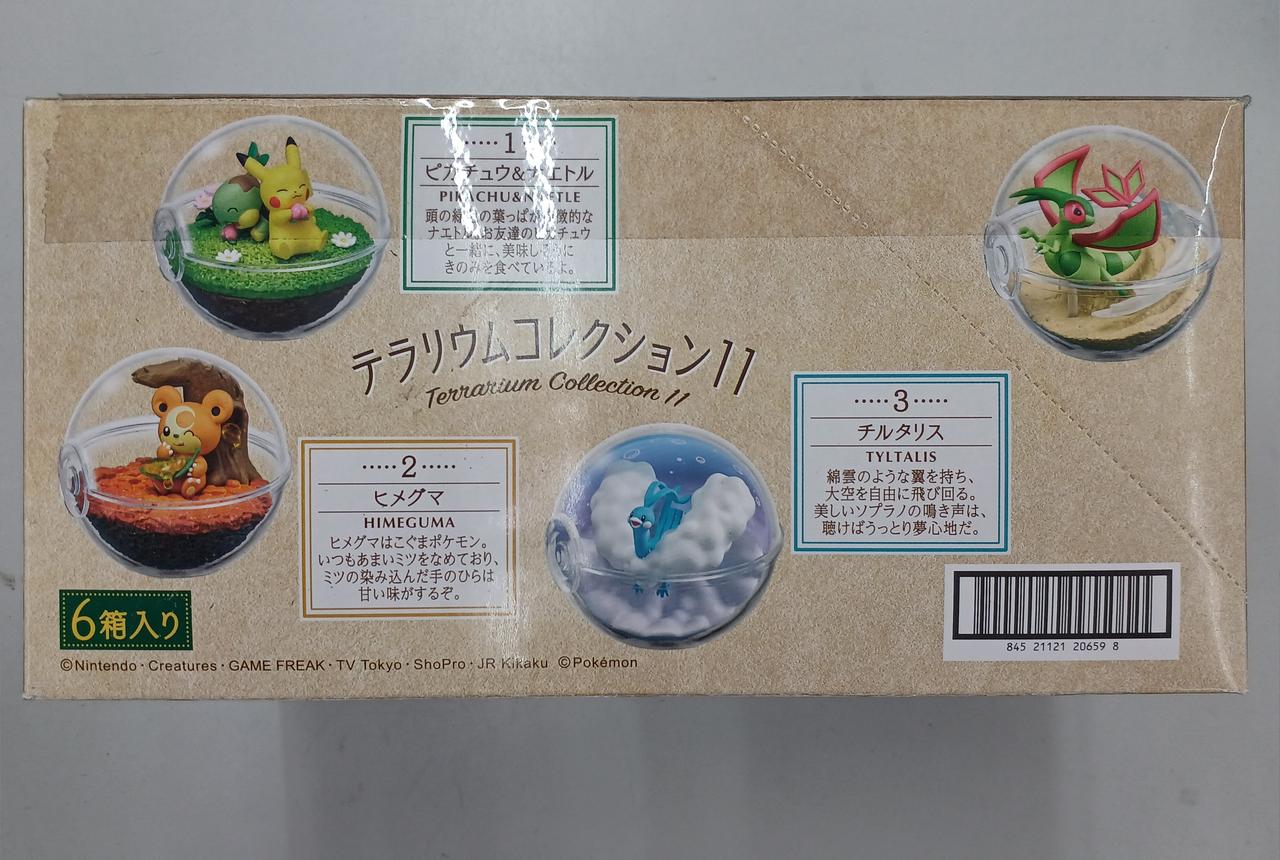 ·····1
ピカチュウ&ナエトル
PIKACHU&N TLE
頭の の葉っぱが 徴的な
ナエトル お友達の カチュウ
と一緒に、美味し に
きのみを食べているよ。
テラリウムコレクション11
Terrarium Collection 11
·····2·····
ヒメグマ
HIMEGUMA
ヒメグマはこぐまポケモン。
いつもあまいミツをなめており、
ミツの染み込んだ手のひらは
甘い味がするぞ。
·····3·····
チルタリス
TYLTALIS
綿雲のような翼を持ち、
大空を自由に飛び回る。
美しいソプラノの鳴き声は、
聴けばうっとり夢心地だ。
6箱入り
©Nintendo・Creatures・GAME FREAK・TV Tokyo・ShoPro・JR Kikaku ©Pokémon
845 21121 20659 8